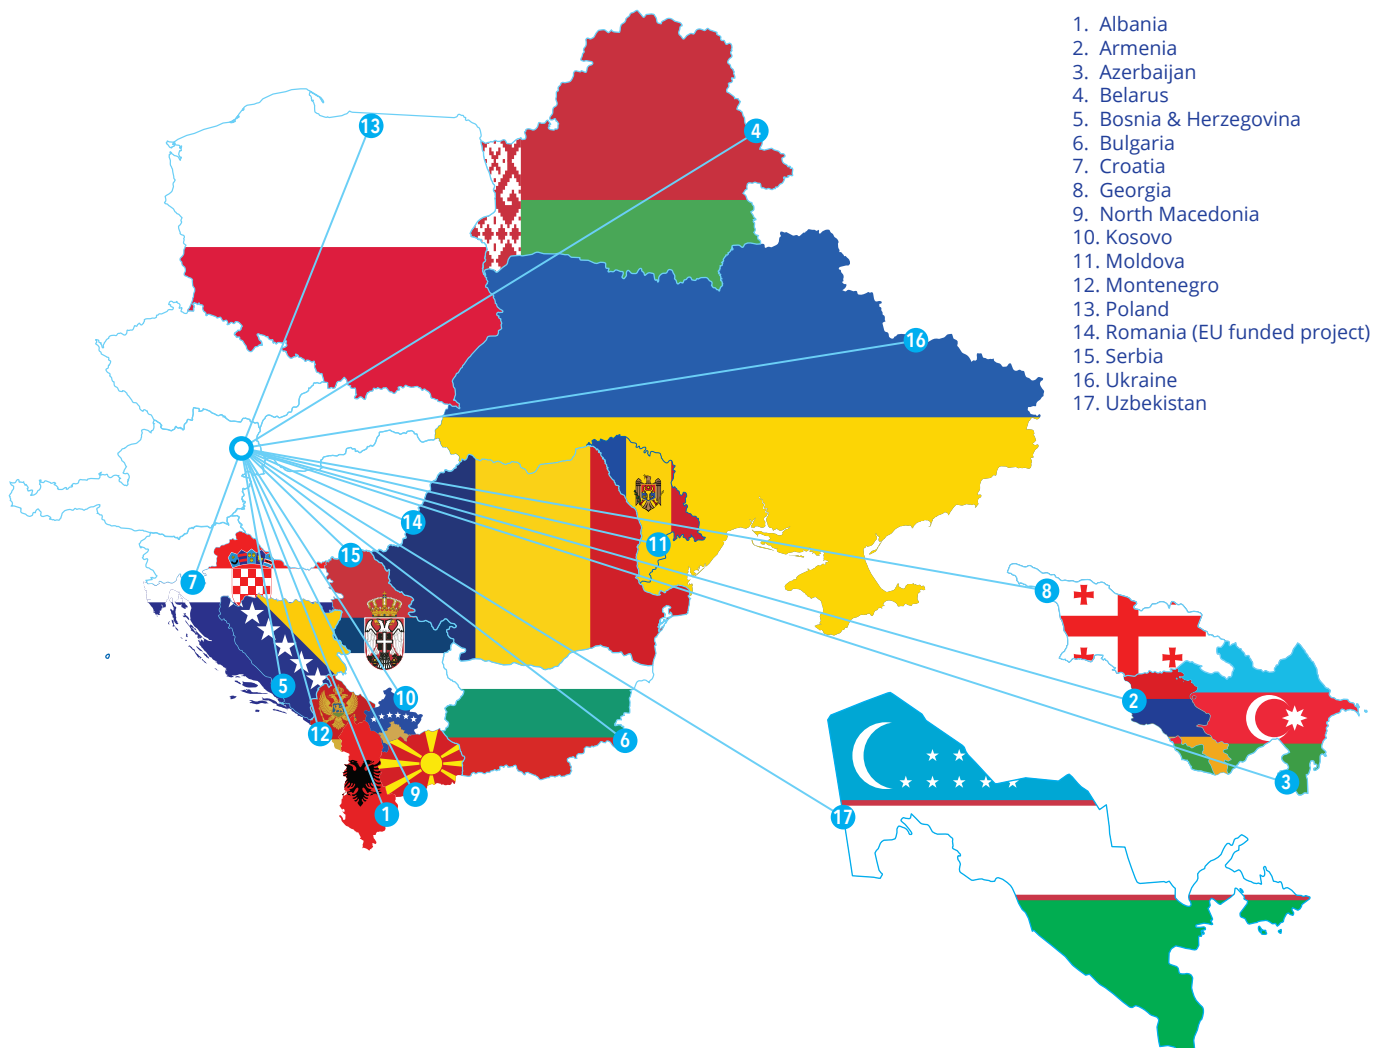 1. Albania
2. Armenia
3. Azerbaijan
4. Belarus
5. Bosnia & Herzegovina
6. Bulgaria
7. Croatia
8. Georgia
9. North Macedonia
10. Kosovo
11. Moldova
12. Montenegro
13. Poland
14. Romania (EU funded project)
15. Serbia
16. Ukraine
17. Uzbekistan
13
4
16
14
11
15
7
8
5
10
2
12
6
3
9
1
17